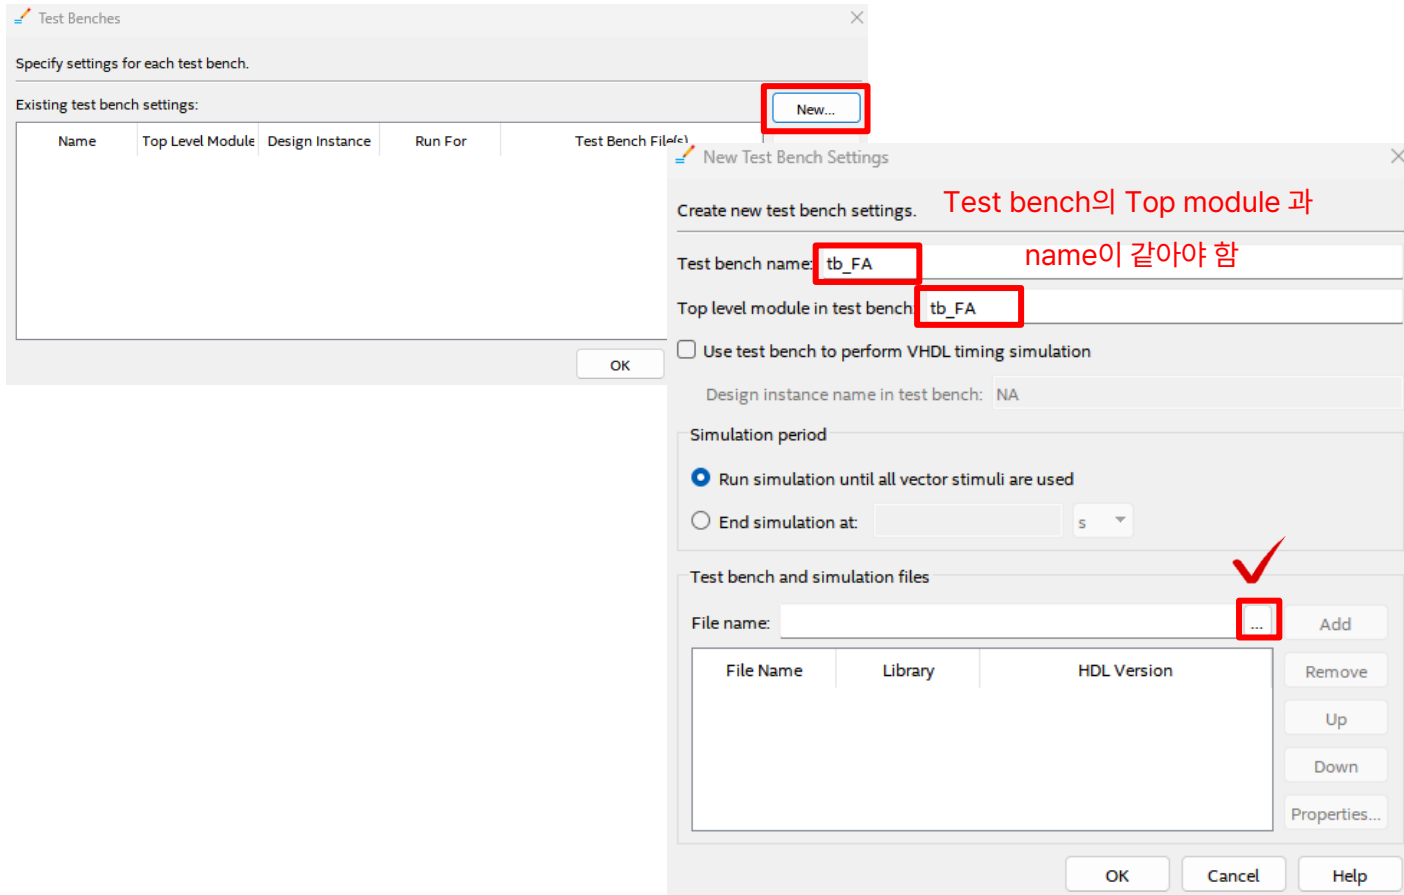 Test Benches
Specify settings for each test bench.
Existing test bench settings:
New...
Name Top Level Module Design Instance Run For Test Bench File(s)
OK
New Test Bench Settings
Create new test bench settings.
Test bench의 Top module 과
name이 같아야 함
Test bench name: tb_FA
Top level module in test bench: tb_FA
Use test bench to perform VHDL timing simulation
Design instance name in test bench: NA
Simulation period
Run simulation until all vector stimuli are used
End simulation at: s
Test bench and simulation files
File name: ... Add
File Name Library HDL Version
Remove
Up
Down
Properties...
OK Cancel Help